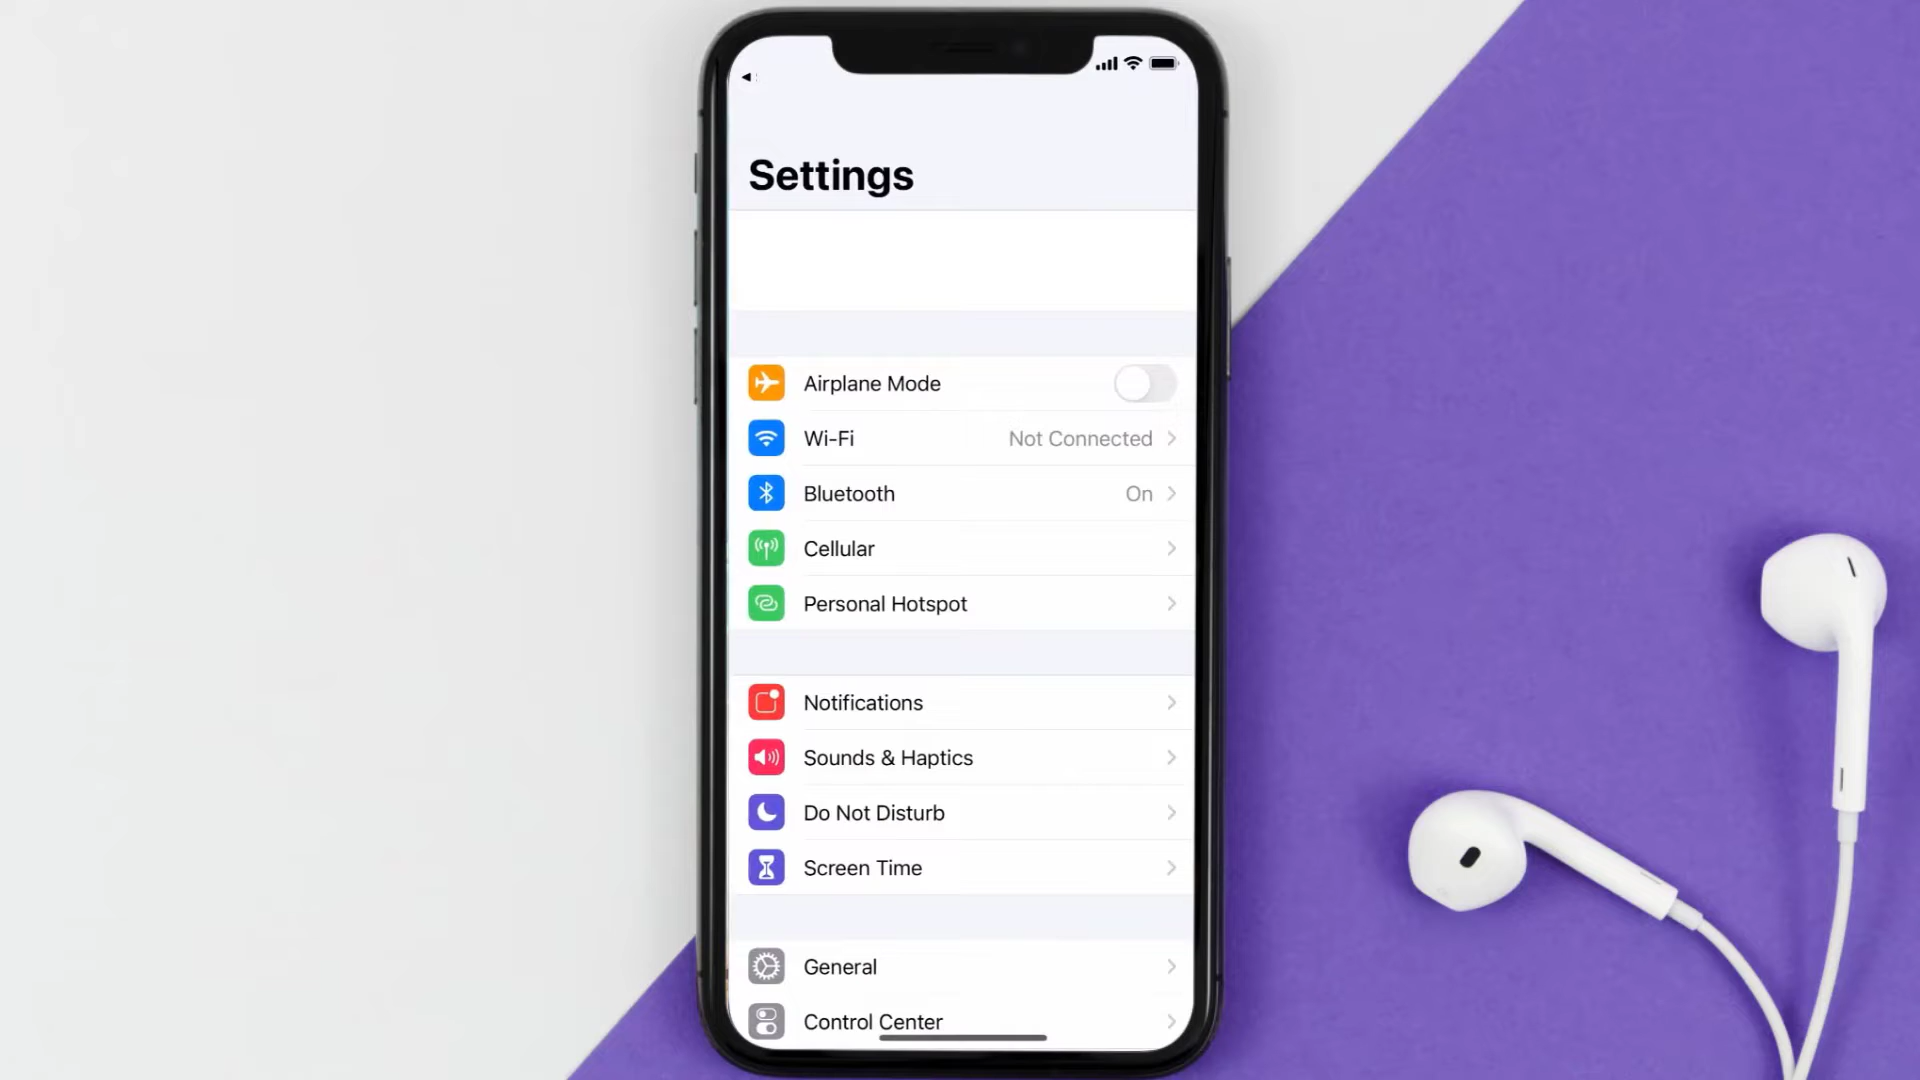 Settings
Airplane Mode
Wi-Fi Not Connected
Bluetooth On
Cellular
Personal Hotspot
Notifications
Sounds & Haptics
Do Not Disturb
Screen Time
General
Control Center